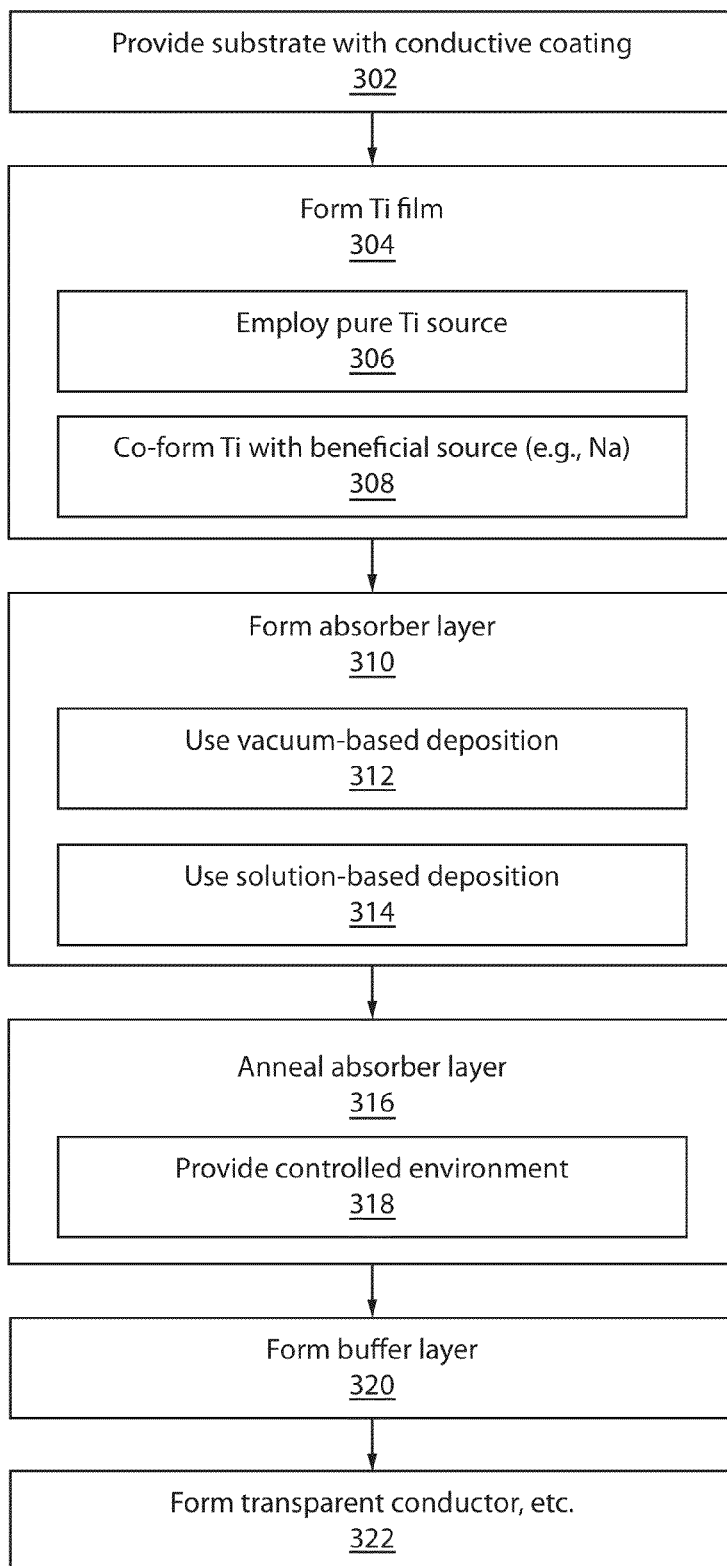 Provide substrate with conductive coating
302
Form Ti film
304
Employ pure Ti source
306
Co-form Ti with beneficial source (e.g., Na)
308
Form absorber layer
310
Use vacuum-based deposition
312
Use solution-based deposition
314
Anneal absorber layer
316
Provide controlled environment
318
Form buffer layer
320
Form transparent conductor, etc.
322